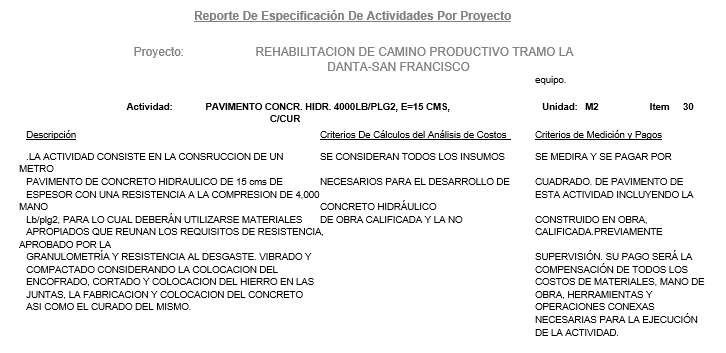 Reporte De Especificación De Actividades Por Proyecto
Proyecto: REHABILITACION DE CAMINO PRODUCTIVO TRAMO LA
DANTA-SAN FRANCISCO
equipo.
Actividad: PAVIMENTO CONCR. HIDR. 4000LB/PLG2, E=15 CMS, Unidad: M2 Item 30
C/CUR
Descripción Criterios De Cálculos del Análisis de Costos Criterios de Medición y Pagos
.LA ACTIVIDAD CONSISTE EN LA CONSRUCCION DE UN SE CONSIDERAN TODOS LOS INSUMOS SE MEDIRA Y SE PAGAR POR
METRO
PAVIMENTO DE CONCRETO HIDRAULICO DE 15 cms DE NECESARIOS PARA EL DESARROLLO DE CUADRADO. DE PAVIMENTO DE
ESPESOR CON UNA RESISTENCIA A LA COMPRESION DE 4,000 ESTA ACTIVIDAD INCLUYENDO LA
MANO CONCRETO HIDRÁULICO
Lb/plg2, PARA LO CUAL DEBERÁN UTILIZARSE MATERIALES DE OBRA CALIFICADA Y LA NO CONSTRUIDO EN OBRA,
APROPIADOS QUE REUNAN LOS REQUISITOS DE RESISTENCIA, CALIFICADA.PREVIAMENTE
APROBADO POR LA
GRANULOMETRÍA Y RESISTENCIA AL DESGASTE. VIBRADO Y SUPERVISIÓN. SU PAGO SERÁ LA
COMPACTADO CONSIDERANDO LA COLOCACION DEL COMPENSACIÓN DE TODOS LOS
ENCOFRADO, CORTADO Y COLOCACION DEL HIERRO EN LAS COSTOS DE MATERIALES, MANO DE
JUNTAS, LA FABRICACION Y COLOCACION DEL CONCRETO OBRA, HERRAMIENTAS Y
ASI COMO EL CURADO DEL MISMO. OPERACIONES CONEXAS
NECESARIAS PARA LA EJECUCIÓN
DE LA ACTIVIDAD.